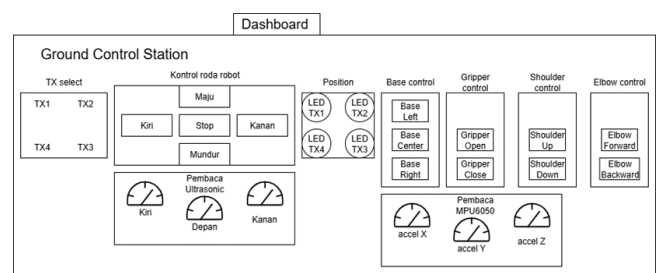 Dashboard
Ground Control Station
TX select
TX1 TX2
TX4 TX3
Kontrol roda robot
Maju
Kiri Stop Kanan
Mundur
Position
LED
TX1
LED
TX2
LED
TX4
LED
TX3
Base control
Base
Left
Base
Center
Base
Right
Gripper
control
Gripper
Open
Gripper
Close
Shoulder
control
Shoulder
Up
Shoulder
Down
Elbow control
Elbow
Forward
Elbow
Backward
Pembaca
Ultrasonic
Kiri
Depan
Kanan
Pembaca
MPU6050
accel X
accel Y
accel Z